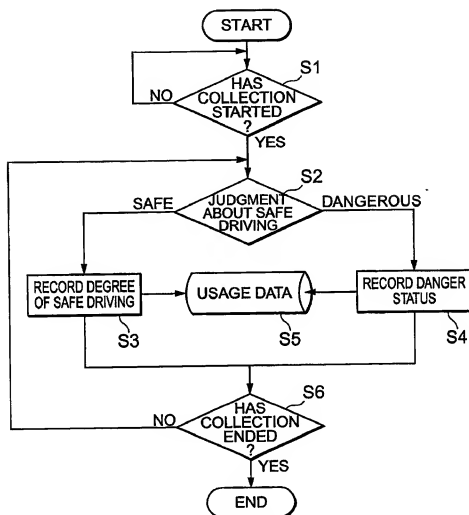 START
S1
HAS
COLLECTION
STARTED
?
NO
YES
S2
JUDGMENT
ABOUT SAFE
DRIVING
SAFE
DANGEROUS
RECORD DEGREE
OF SAFE DRIVING
S3
USAGE DATA
S5
RECORD DANGER
STATUS
S4
S6
HAS
COLLECTION
ENDED
?
NO
YES
END